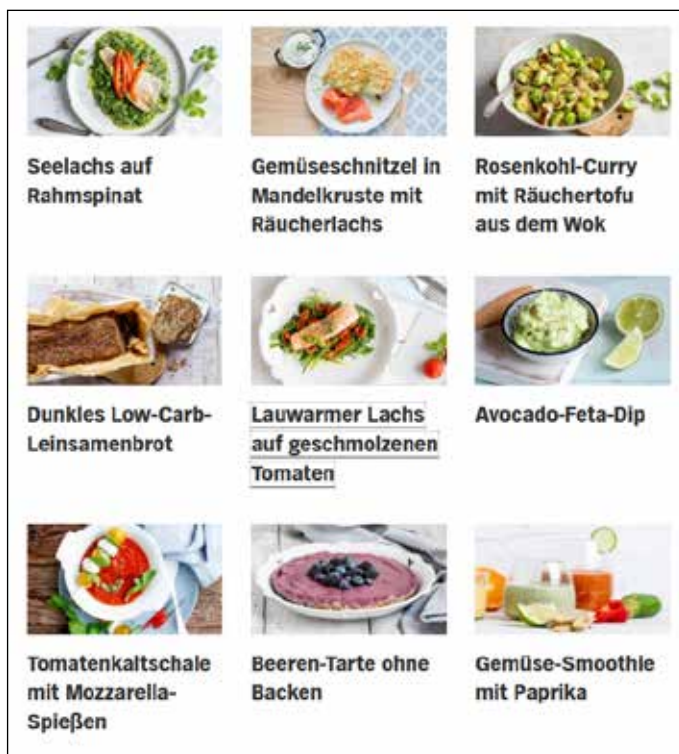 Seelachs auf
Rahmspinat
Gemüseschnitzel in
Mandelkruste mit
Räucherlachs
Rosenkohl-Curry
mit Räuchertofu
aus dem Wok
Dunkles Low-Carb-
Leinsamenbrot
Lauwarmer Lachs
auf geschmolzenen
Tomaten
Avocado-Feta-Dip
Tomatenkaltschale
mit Mozzarella-
Spießen
Beeren-Tarte ohne
Backen
Gemüse-Smoothie
mit Paprika